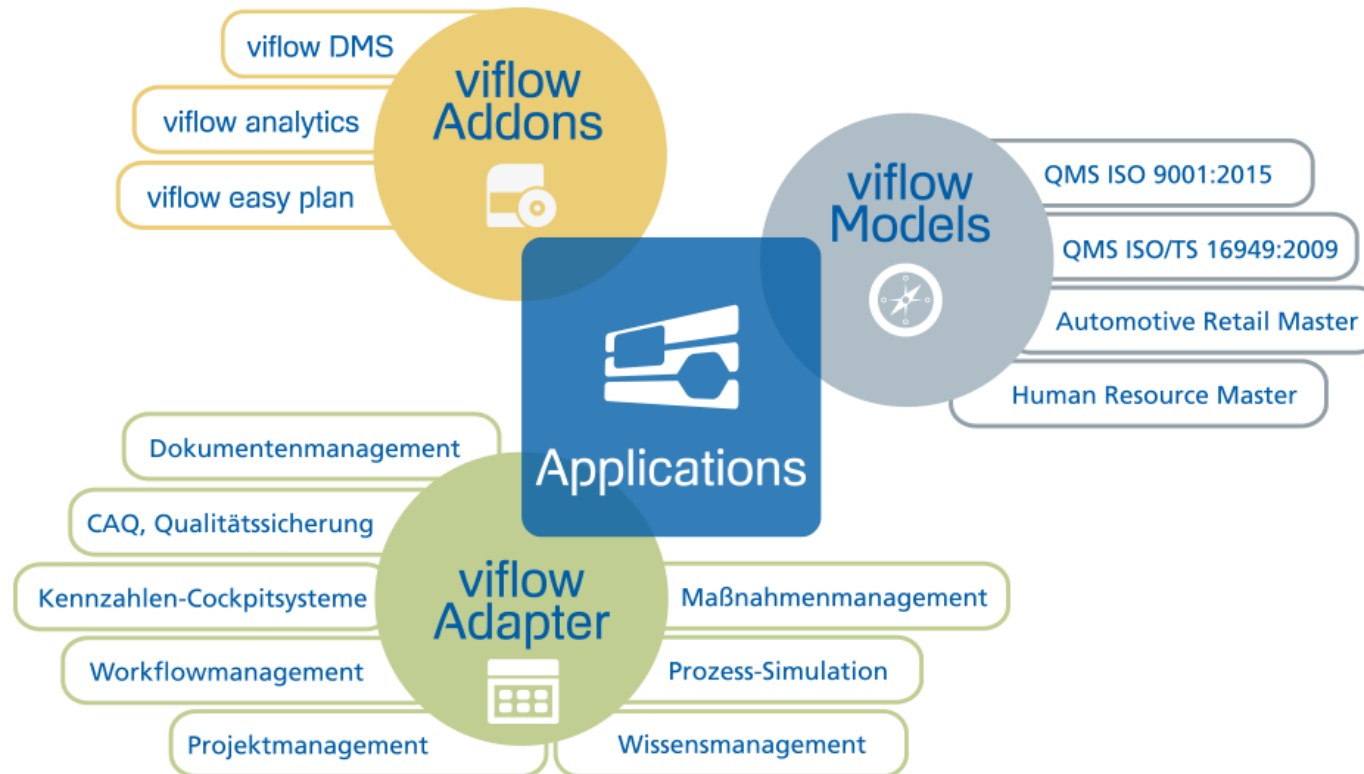 viflow DMS
viflow analytics
viflow easy plan
viflow
Addons
viflow
Models
QMS ISO 9001:2015
QMS ISO/TS 16949:2009
Automotive Retail Master
Human Resource Master
Applications
Dokumentenmanagement
CAQ, Qualitätssicherung
Kennzahlen-Cockpitsysteme
Workflowmanagement
Projektmanagement
viflow
Adapter
Maßnahmenmanagement
Prozess-Simulation
Wissensmanagement